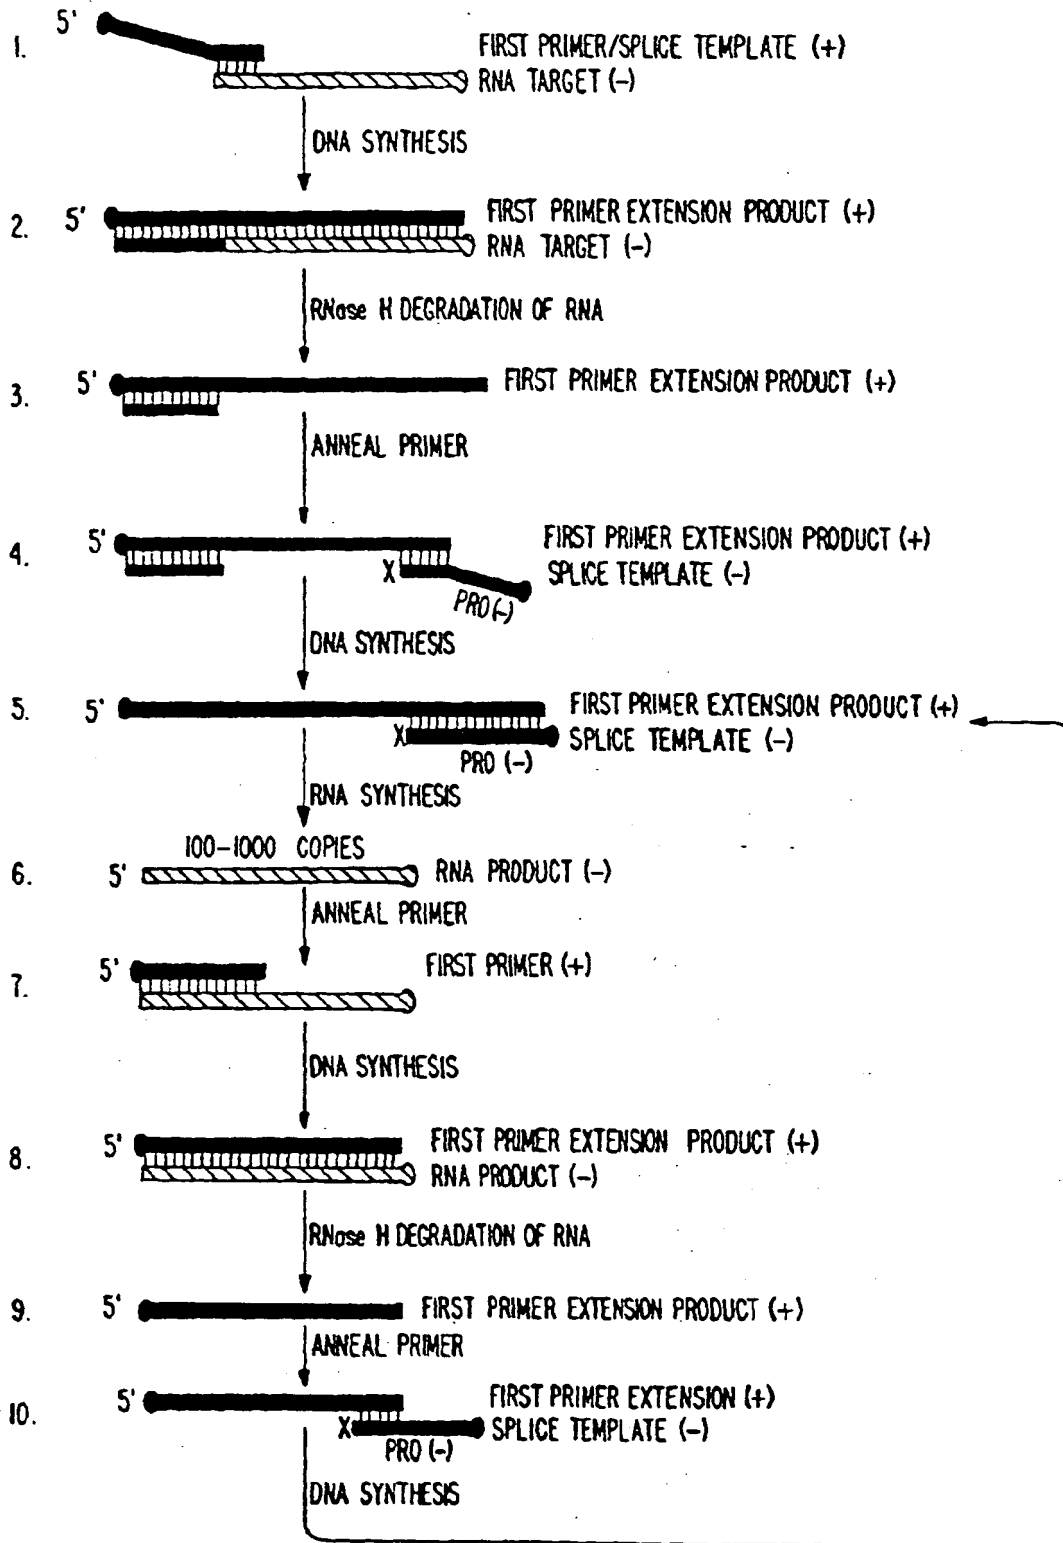 5'
1. FIRST PRIMER/SPLICE TEMPLATE (+)
RNA TARGET (-)
DNA SYNTHESIS
2. 5' FIRST PRIMER EXTENSION PRODUCT (+)
RNA TARGET (-)
RNase H DEGRADATION OF RNA
3. 5' FIRST PRIMER EXTENSION PRODUCT (+)
ANNEAL PRIMER
4. 5' FIRST PRIMER EXTENSION PRODUCT (+)
X SPLICE TEMPLATE (-)
PRO (-)
DNA SYNTHESIS
5. 5' FIRST PRIMER EXTENSION PRODUCT (+)
X SPLICE TEMPLATE (-)
PRO (-)
RNA SYNTHESIS
100-1000 COPIES
6. 5' RNA PRODUCT (-)
ANNEAL PRIMER
7. 5' FIRST PRIMER (+)
DNA SYNTHESIS
8. 5' FIRST PRIMER EXTENSION PRODUCT (+)
RNA PRODUCT (-)
RNase H DEGRADATION OF RNA
9. 5' FIRST PRIMER EXTENSION PRODUCT (+)
ANNEAL PRIMER
10. 5' FIRST PRIMER EXTENSION (+)
X SPLICE TEMPLATE (-)
PRO (-)
DNA SYNTHESIS